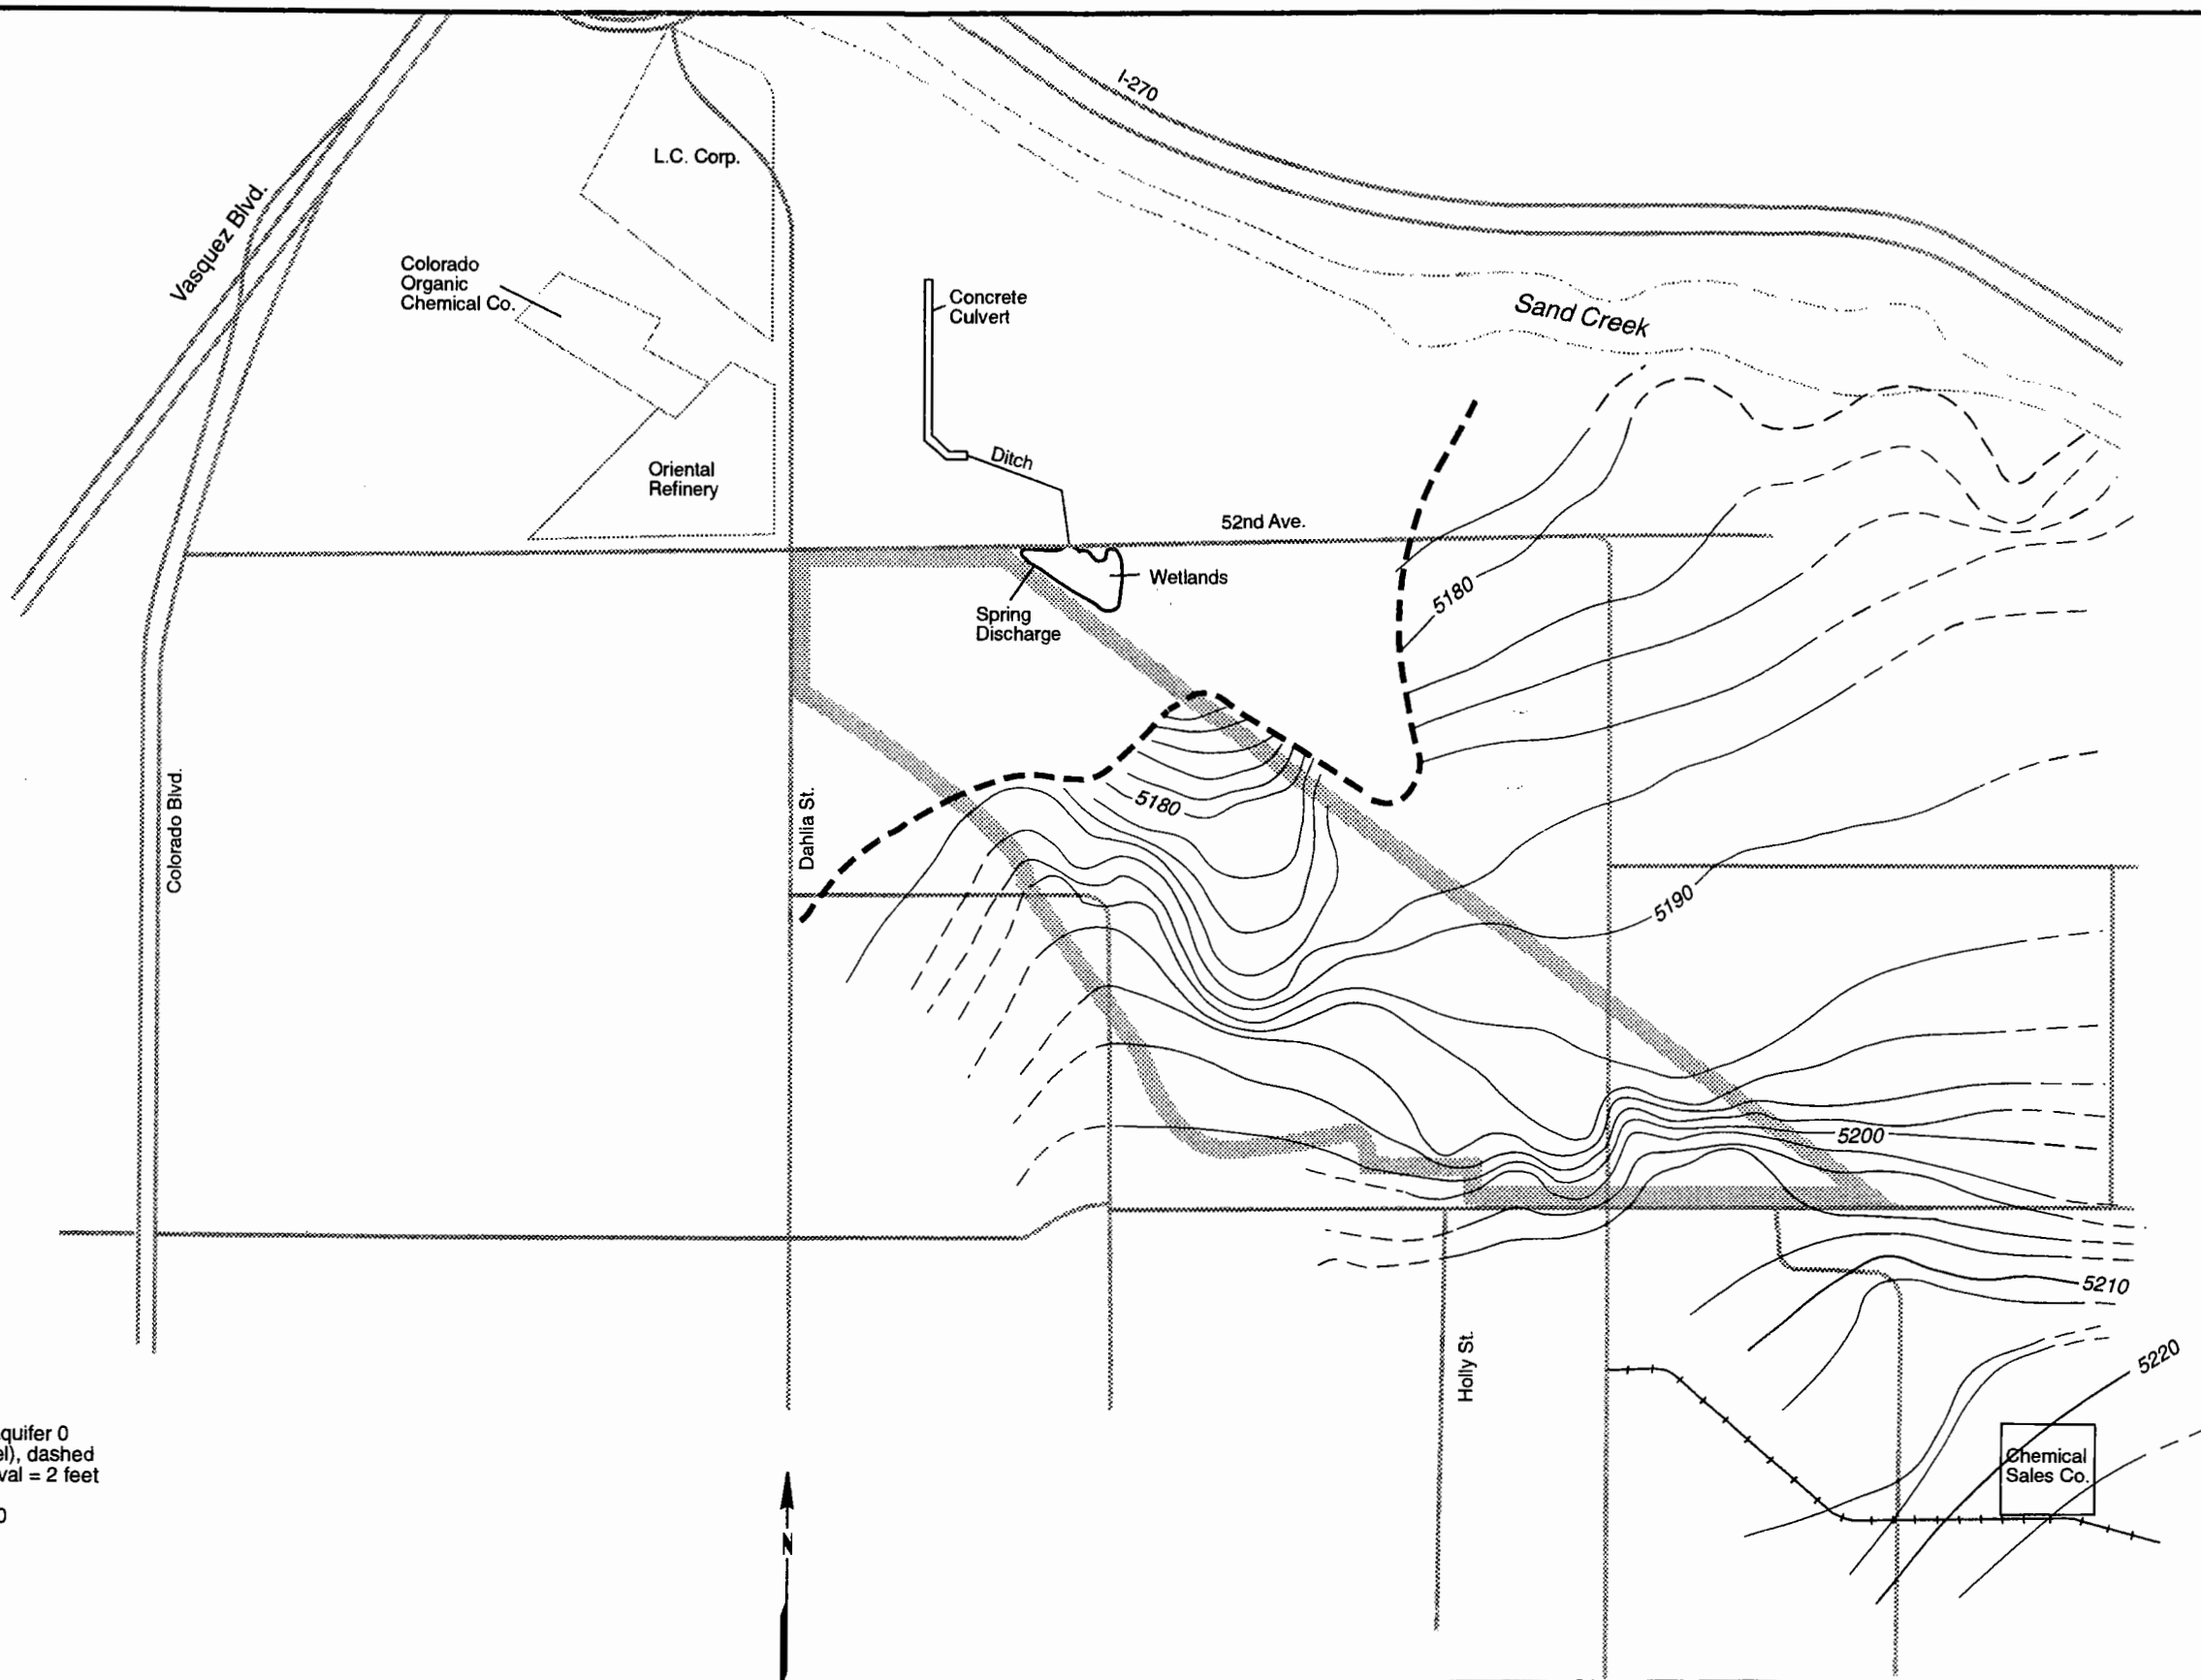 I-270
L.C. Corp.
Vasquez Blvd.
Colorado
Organic
Chemical Co.
Concrete
Culvert
Sand Creek
Ditch
Oriental
Refinery
52nd Ave.
Wetlands
5180
Spring
Discharge
5180
Dahlia St.
Colorado Blvd.
5190
5200
5210
Holly St.
5220
quifer 0
el), dashed
val = 2 feet
Chemical
Sales Co.
0
N